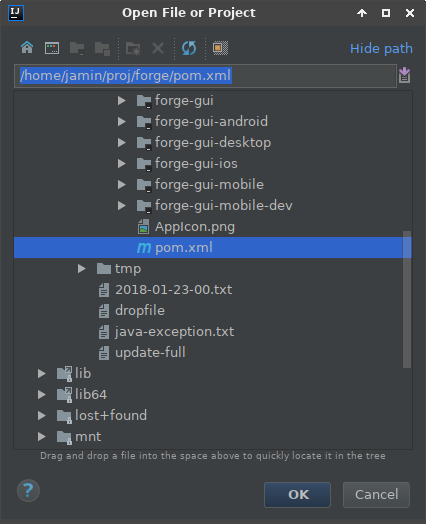 IJ
Open File or Project
Hide path
/home/jamin/proj/forge/pom.xml
forge-gui
forge-gui-android
forge-gui-desktop
forge-gui-ios
forge-gui-mobile
forge-gui-mobile-dev
AppIcon.png
m pom.xml
tmp
2018-01-23-00.txt
dropfile
java-exception.txt
update-full
lib
lib64
lost+found
mnt
Drag and drop a file into the space above to quickly locate it in the tree
?
OK
Cancel